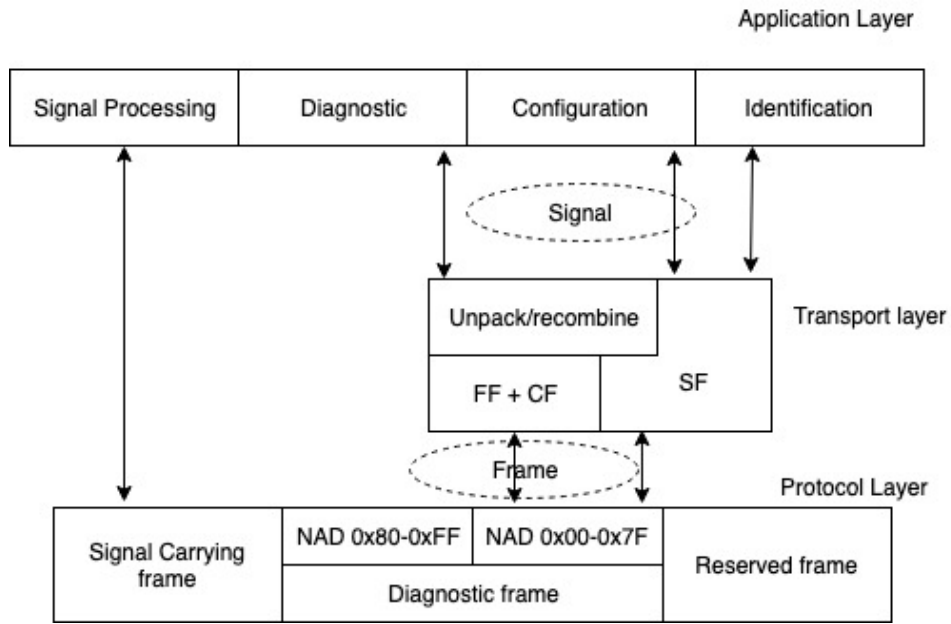 Application Layer
Signal Processing
Diagnostic
Configuration
Identification
Signal
Unpack/recombine
Transport layer
FF + CF
SF
Frame
Protocol Layer
Signal Carrying
frame
NAD 0x80-0xFF
NAD 0x00-0x7F
Reserved frame
Diagnostic frame